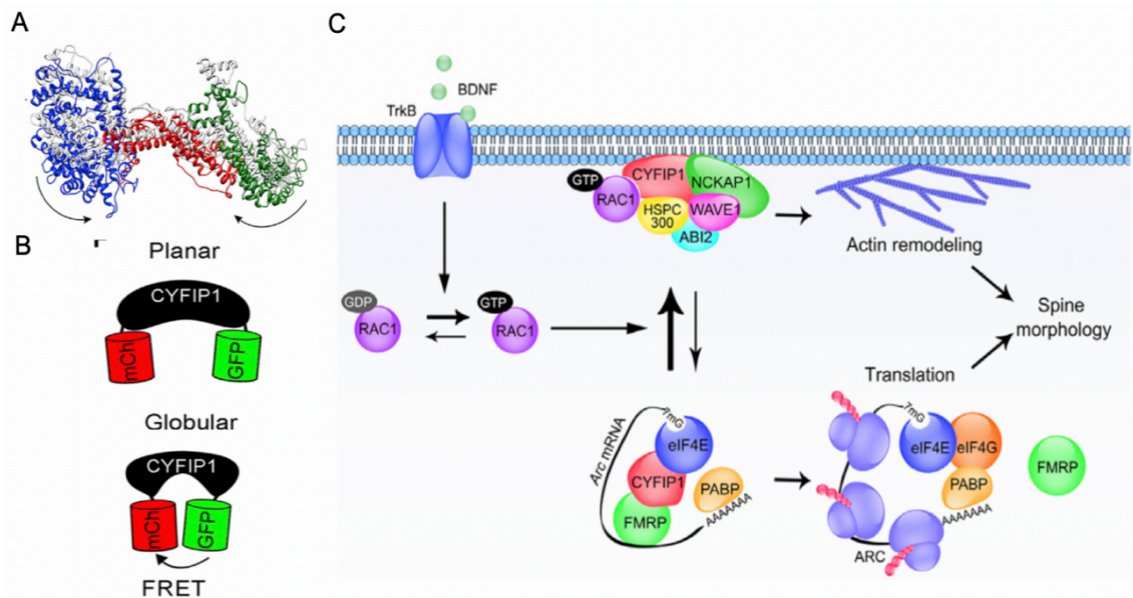 A
B
Planar
CYFIP1
mCh
GFP
Globular
CYFIP1
mCh
GFP
FRET
C
BDNF
TrkB
GTP
RAC1
CYFIP1
NCKAP1
HSPC
300
WAVE1
ABI2
Actin remodeling
GDP
RAC1
GTP
RAC1
Spine
morphology
Arc mRNA
7mG
eIF4E
CYFIP1
FMRP
PABP
AAAAAAA
Translation
7mG
eIF4E
eIF4G
PABP
AAAAAAA
ARC
FMRP